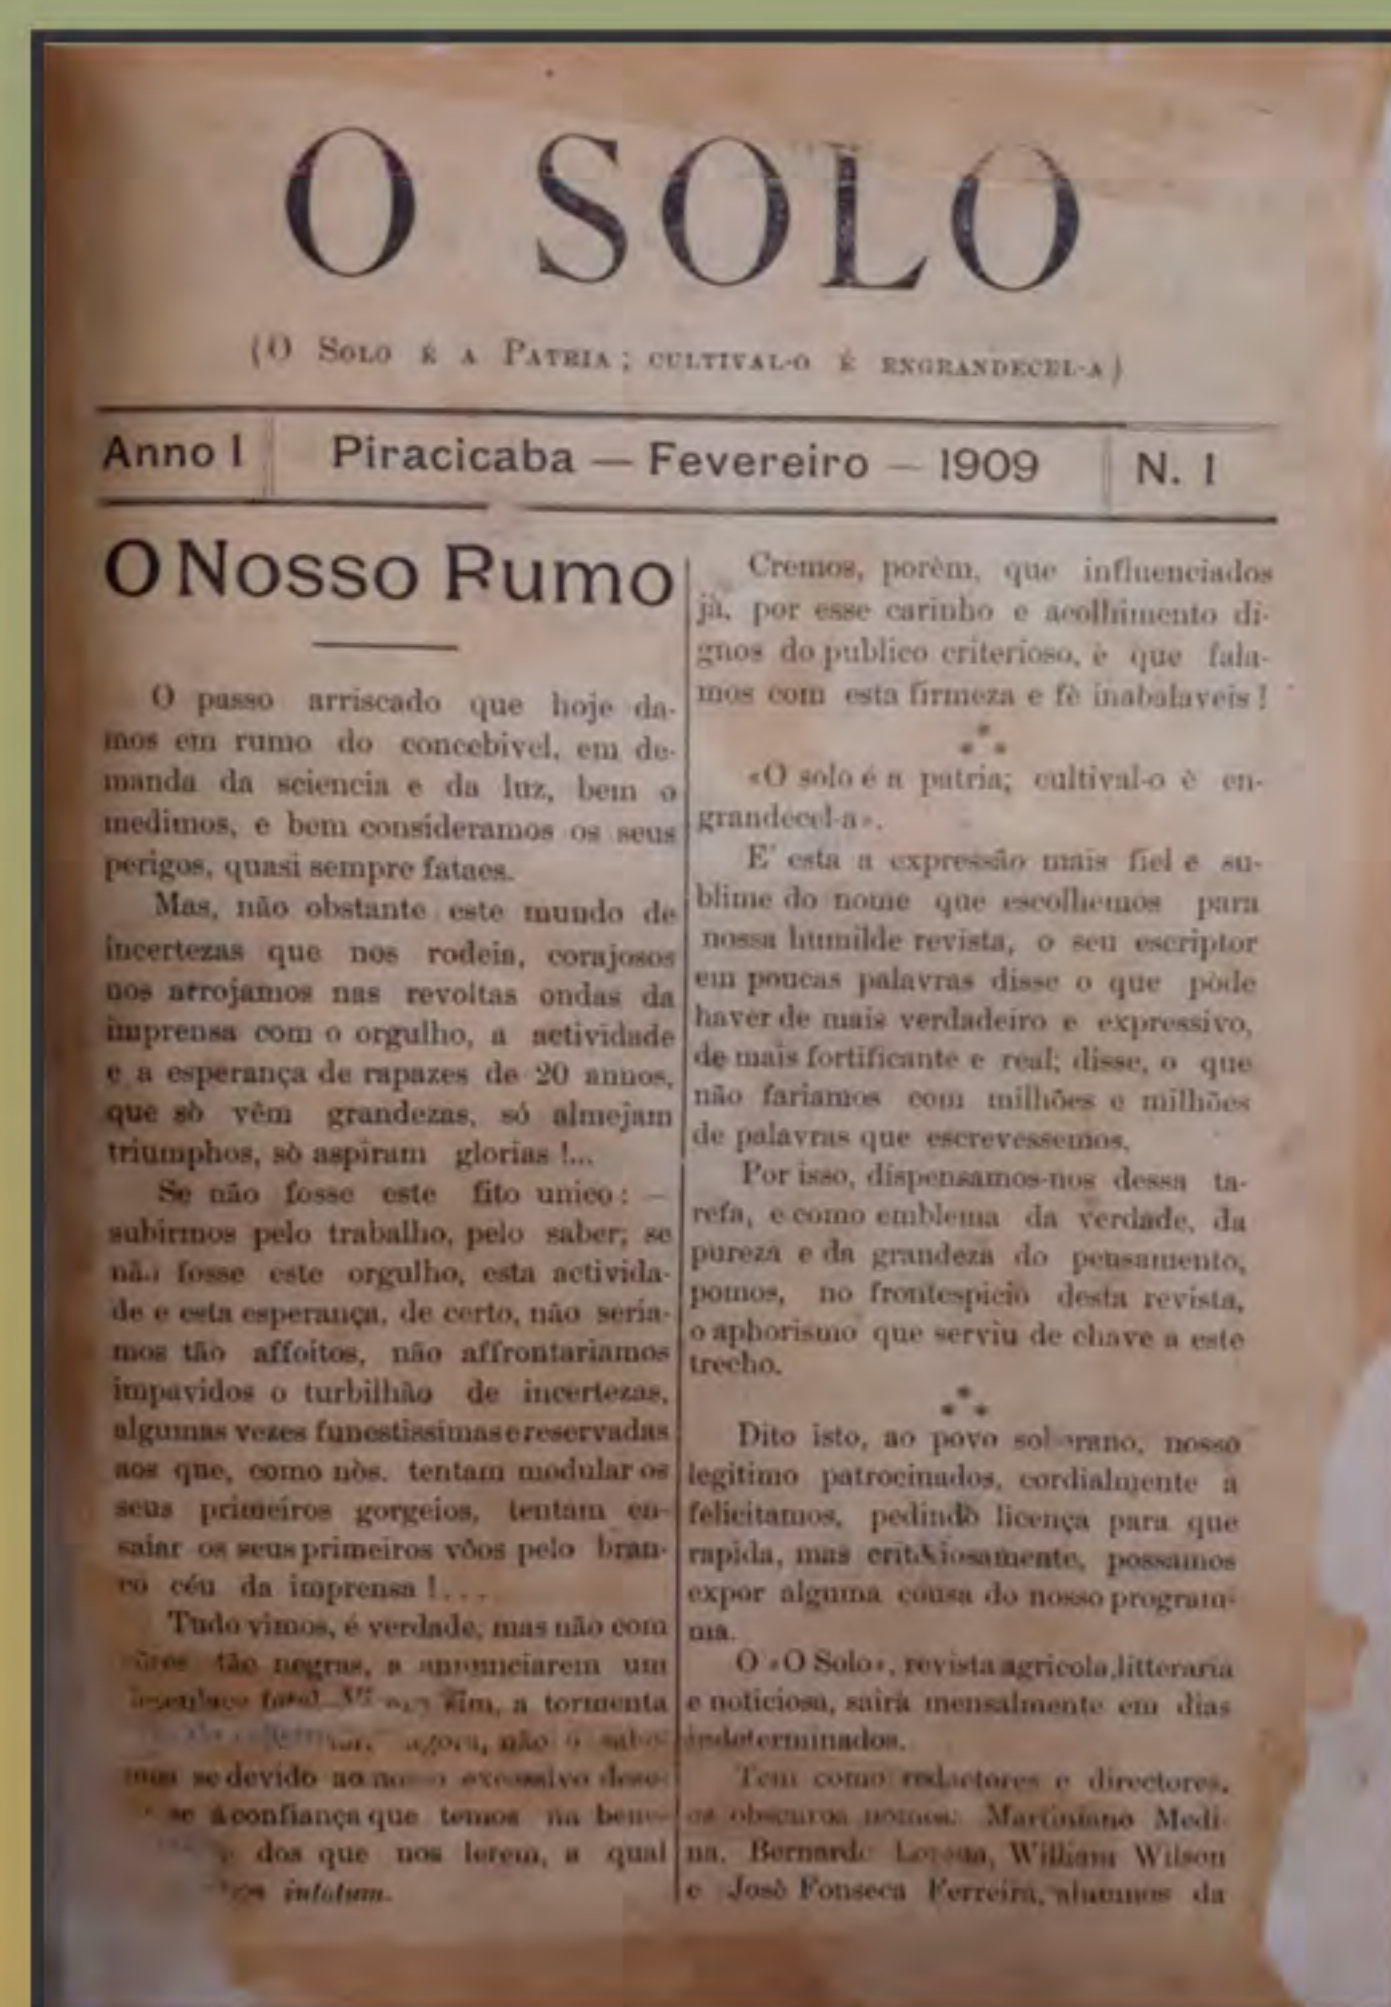 O SOLO
(O SOLO É A PATRIA; CULTIVAL-O É ENGRANDECEL-A)
Anno I Piracicaba — Fevereiro — 1909 N. 1
O Nosso Rumo
O passo arriscado que hoje da-
mos em rumo do concebivel, em de-
manda da sciencia e da luz, bem o
medimos, e bem consideramos os seus
perigos, quasi sempre fataes.
Mas, não obstante este mundo de
incertezas que nos rodeia, corajosos
nos arrojamos nas revoltas ondas da
imprensa com o orgulho, a actividade
e a esperança de rapazes de 20 annos,
que sò vêm grandezas, só almejam
triumphos, sò aspiram glorias !...
Se não fosse este fito unico: —
subirmos pelo trabalho, pelo saber; se
não fosse este orgulho, esta activida-
de e esta esperança, de certo, não seria-
mos tão affoitos, não affrontariamos
impavidos o turbilhão de incertezas,
algumas vezes funestissimas e reservadas
aos que, como nòs, tentam modular os
seus primeiros gorgeios, tentam en-
saiar os seus primeiros vôos pelo bran-
co céu da imprensa !...
Tudo vimos, é verdade, mas não com
tão negras, a annunciarem um
sim, a tormenta
agora, não o sabe-
mos se devido ao nosso excessivo dese-
se á confiança que temos na bene-
dos que nos lerem, a qual
intotum.
Cremos, porèm, que influenciados
jà, por esse carinho e acolhimento di-
gnos do publico criterioso, è que fala-
mos com esta firmeza e fè inabalaveis !
«O solo é a patria; cultival-o è en-
grandecel-a».
E' esta a expressão mais fiel e su-
blime do nome que escolhemos para
nossa humilde revista, o seu escriptor
em poucas palavras disse o que pòde
haver de mais verdadeiro e expressivo,
de mais fortificante e real; disse, o que
não fariamos com milhões e milhões
de palavras que escrevessemos.
Por isso, dispensamos-nos dessa ta-
refa, e como emblema da verdade, da
pureza e da grandeza do pensamento,
pomos, no frontespicio desta revista,
o aphorismo que serviu de chave a este
trecho.
Dito isto, ao povo soberano, nosso
legitimo patrocinados, cordialmente a
felicitamos, pedindo licença para que
rapida, mas criteriosamente, possamos
expor alguma cousa do nosso program-
ma.
O «O Solo», revista agricola, litteraria
e noticiosa, sairà mensalmente em dias
indeterminados.
Tem como redactores e directores,
os obscuros nomes: Martiniano Medi-
na, Bernardo Lorena, William Wilson
e Josè Fonseca Ferreira, alumnos da